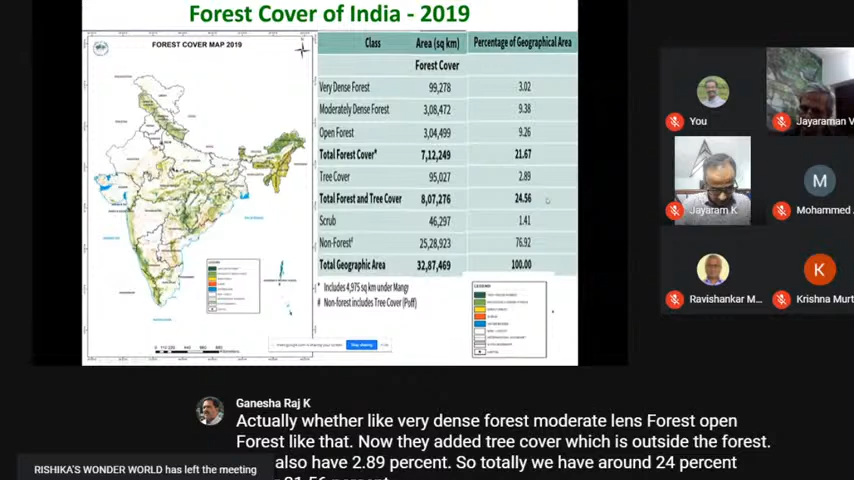 Forest Cover of India - 2019
FOREST COVER MAP 2019
Class Area (sq km) Percentage of Geographical Area
Forest Cover
Very Dense Forest 99,278 3.02
Moderately Dense Forest 3,08,472 9.38
Open Forest 3,04,499 9.26
Total Forest Cover* 7,12,249 21.67
Tree Cover 95,027 2.89
Total Forest and Tree Cover 8,07,276 24.56
Scrub 46,297 1.41
Non-Forest# 25,28,923 76.92
Total Geographic Area 32,87,469 100.00
* Includes 4,975 sq km under Mangr
# Non-forest includes Tree Cover (Poff)
LEGEND
LEGEND
Stop sharing
You
Jayaraman V
Jayaram K
M
Mohammed
Ravishankar M...
K
Krishna Murt
Ganesha Raj K
Actually whether like very dense forest moderate lens Forest open
Forest like that. Now they added tree cover which is outside the forest.
also have 2.89 percent. So totally we have around 24 percent
RISHIKA'S WONDER WORLD has left the meeting